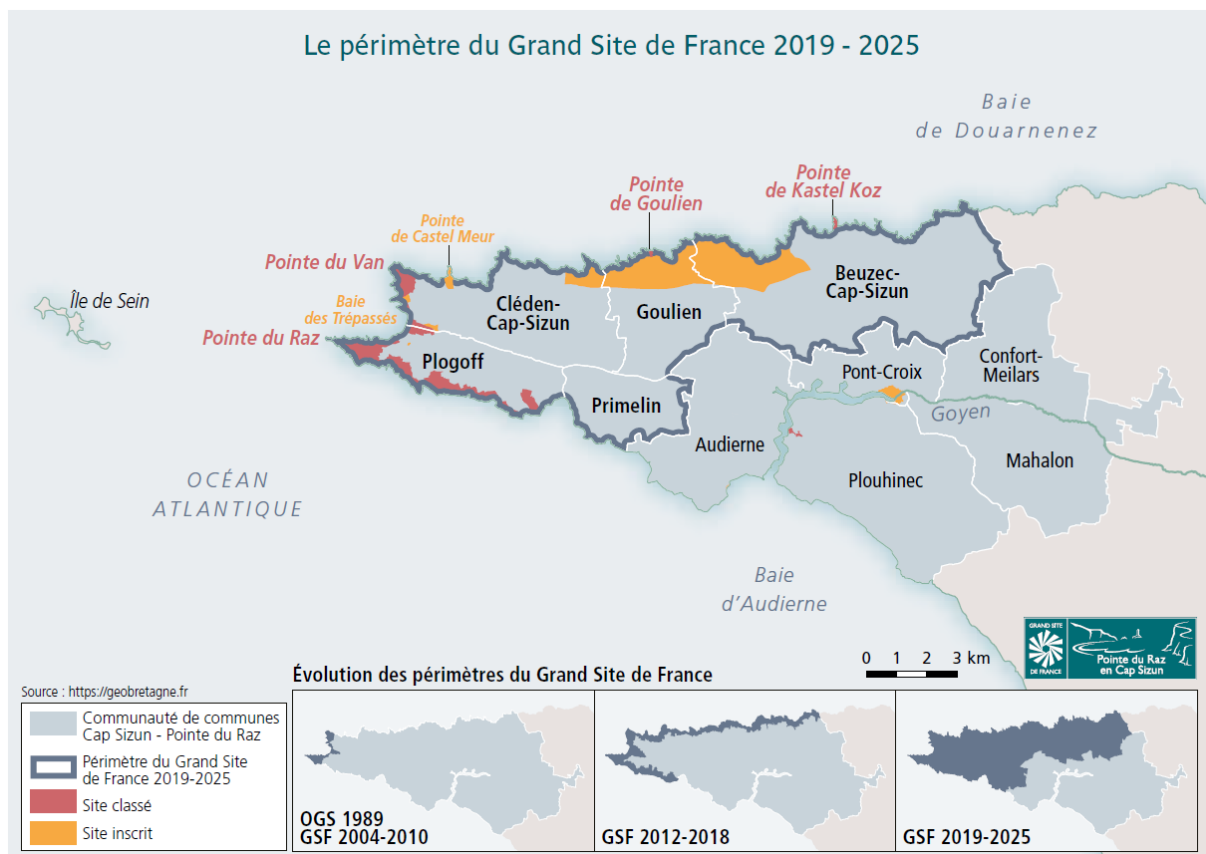 Le périmètre du Grand Site de France 2019 - 2025
Baie
de Douarnenez
Pointe
de Kastel Koz
Pointe
de Goulien
Pointe
de Castel Meur
Pointe du Van
Île de Sein
Baie
des Trépassés
Pointe du Raz
Cléden-
Cap-Sizun
Goulien
Beuzec-
Cap-Sizun
Plogoff
Primelin
Pont-Croix
Confort-
Meilars
Goyen
Audierne
Mahalon
Plouhinec
OCÉAN
ATLANTIQUE
Baie
d'Audierne
GRAND SITE
DE FRANCE
Pointe du Raz
en Cap Sizun
0 1 2 3 km
Évolution des périmètres du Grand Site de France
Source : https://geobretagne.fr
Communauté de communes
Cap Sizun - Pointe du Raz
Périmètre du Grand Site
de France 2019-2025
Site classé
Site inscrit
OGS 1989
GSF 2004-2010
GSF 2012-2018
GSF 2019-2025